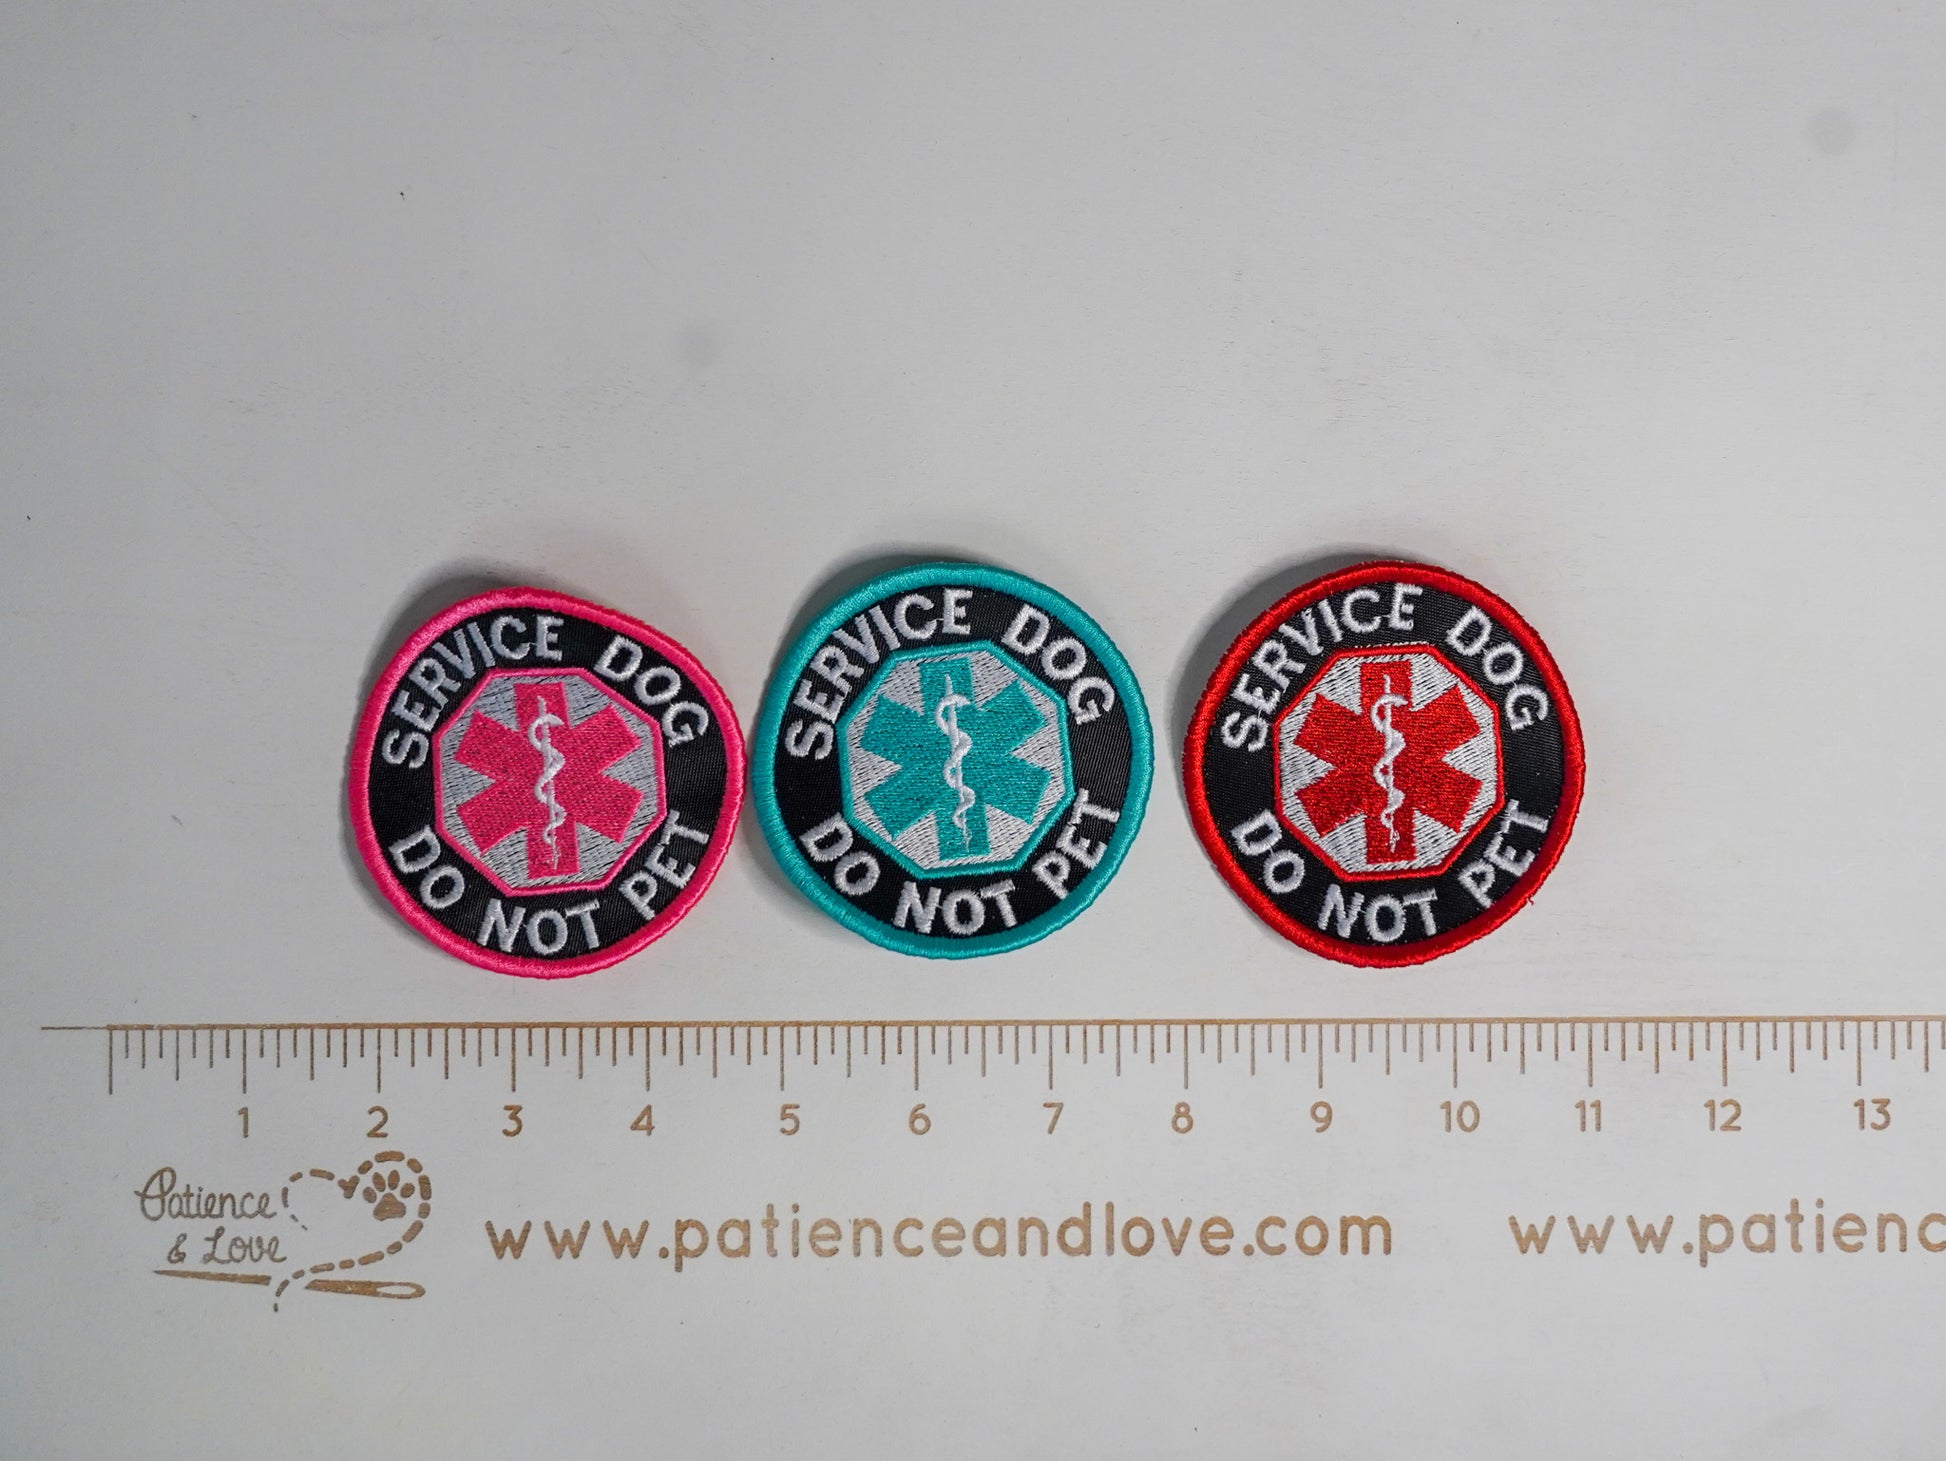 SERVICE DOG
DO NOT PET
SERVICE DOG
DO NOT PET
SERVICE DOG
DO NOT PET
1 2 3 4 5 6 7 8 9 10 11 12 13
Patience
& Love
www.patienceandlove.com www.patienc